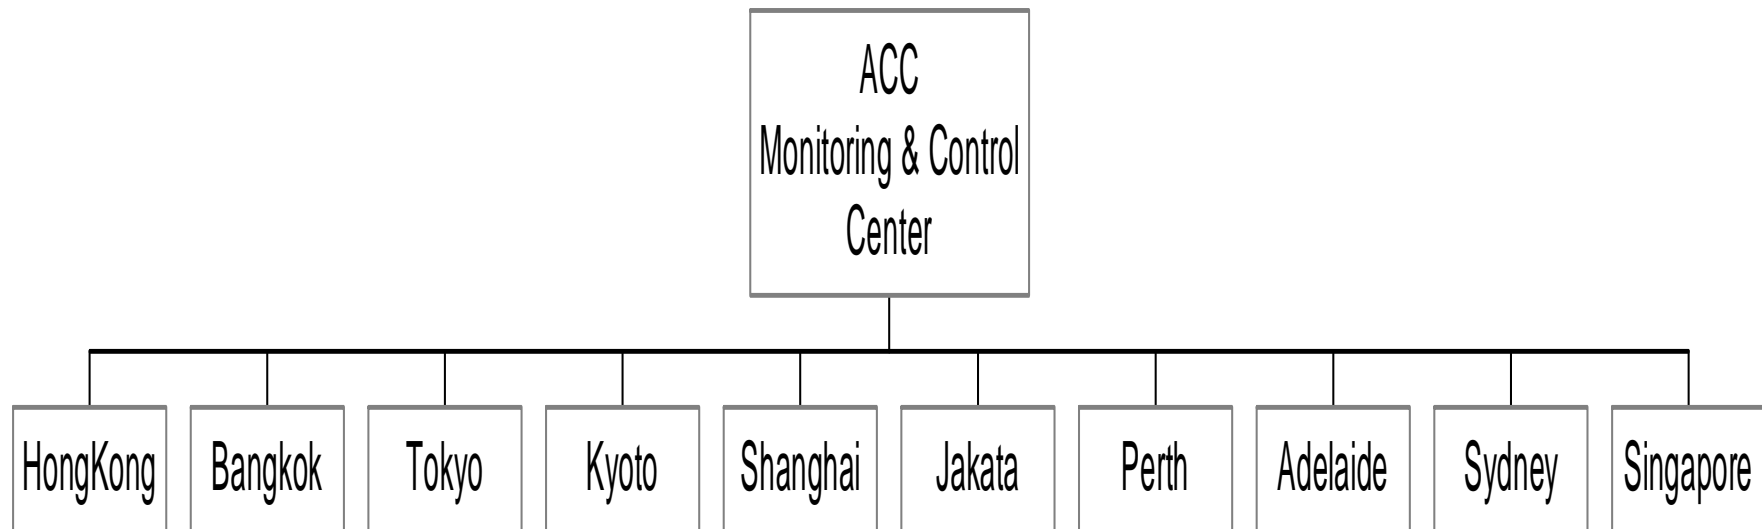 ACC
Monitoring & Control
Center
HongKong
Bangkok
Tokyo
Kyoto
Shanghai
Jakata
Perth
Adelaide
Sydney
Singapore